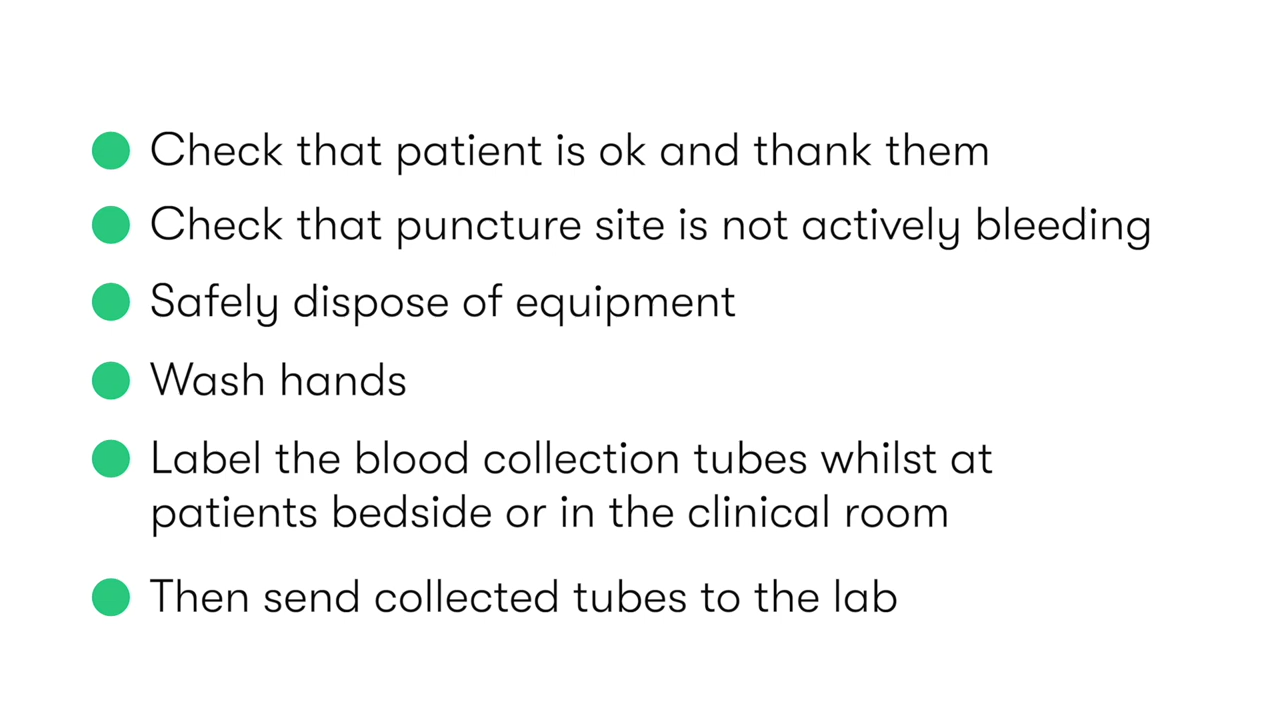 Check that patient is ok and thank them
Check that puncture site is not actively bleeding
Safely dispose of equipment
Wash hands
Label the blood collection tubes whilst at
patients bedside or in the clinical room
Then send collected tubes to the lab